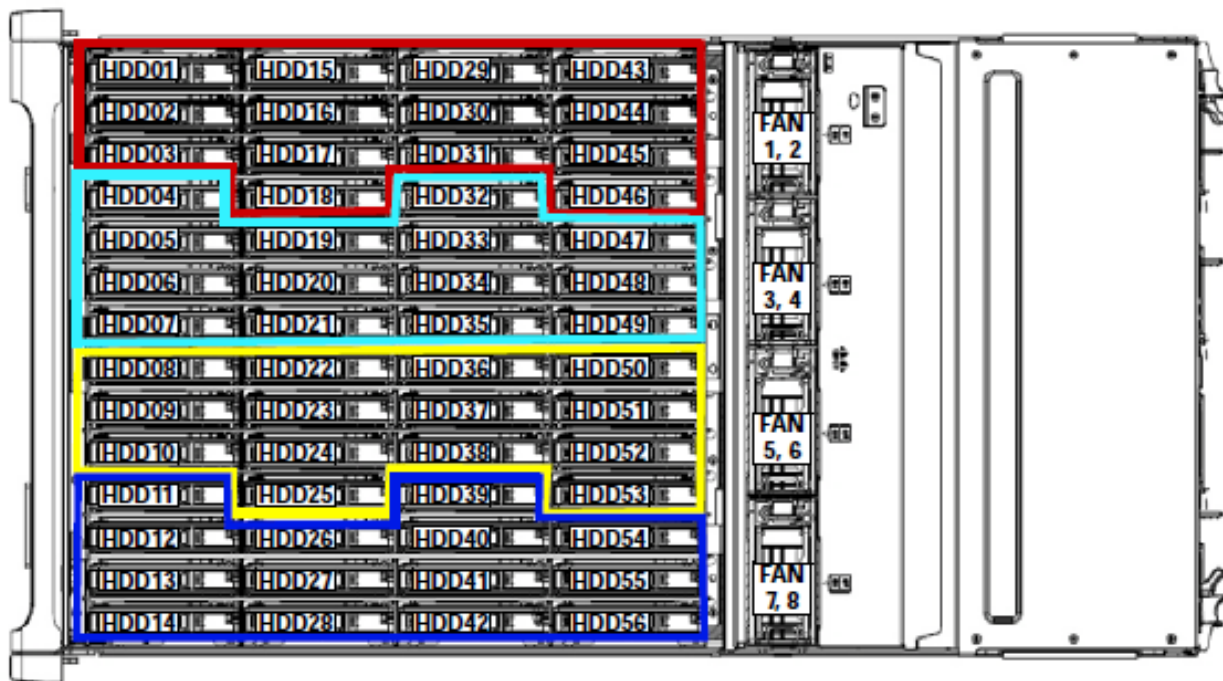 HDD01 HDD15 HDD29 HDD43
HDD02 HDD16 HDD30 HDD44
HDD03 HDD17 HDD31 HDD45
HDD04 HDD18 HDD32 HDD46
HDD05 HDD19 HDD33 HDD47
HDD06 HDD20 HDD34 HDD48
HDD07 HDD21 HDD35 HDD49
HDD08 HDD22 HDD36 HDD50
HDD09 HDD23 HDD37 HDD51
HDD10 HDD24 HDD38 HDD52
HDD11 HDD25 HDD39 HDD53
HDD12 HDD26 HDD40 HDD54
HDD13 HDD27 HDD41 HDD55
HDD14 HDD28 HDD42 HDD56
FAN
1, 2
FAN
3, 4
FAN
5, 6
FAN
7, 8